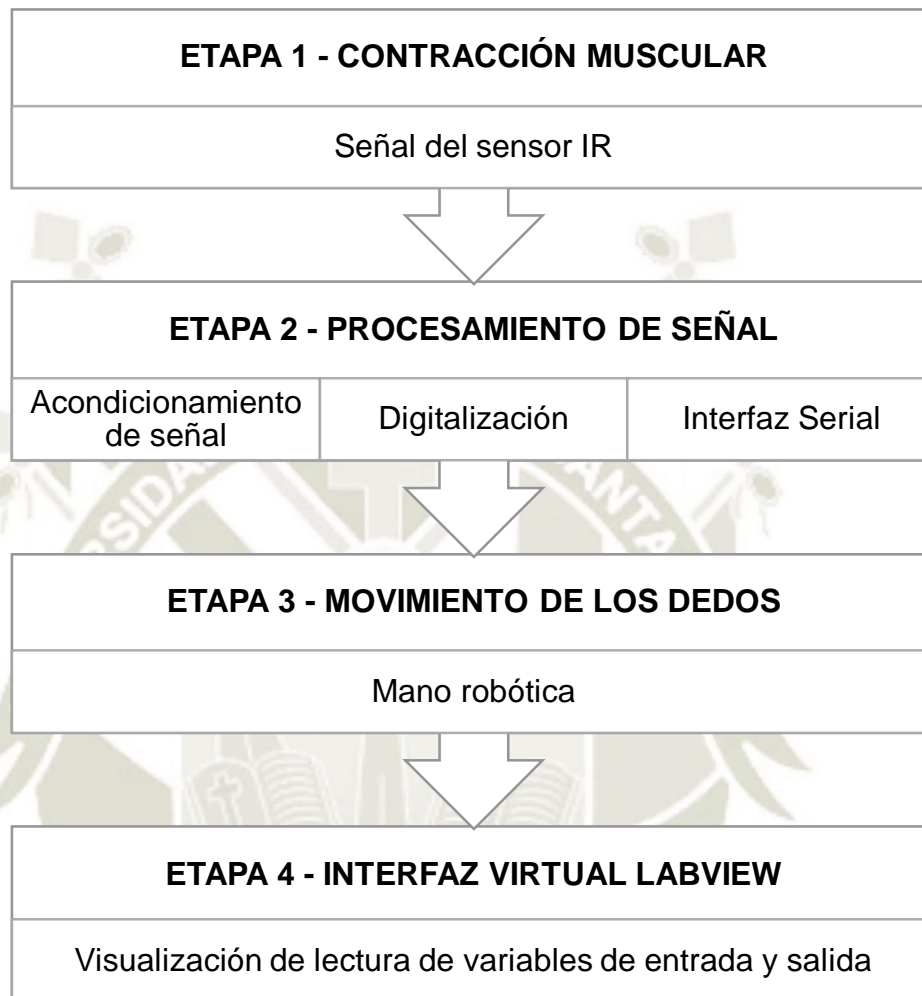 ETAPA 1 - CONTRACCIÓN MUSCULAR
Señal del sensor IR
ETAPA 2 - PROCESAMIENTO DE SEÑAL
Acondicionamiento
de señal
Digitalización
Interfaz Serial
ETAPA 3 - MOVIMIENTO DE LOS DEDOS
Mano robótica
ETAPA 4 - INTERFAZ VIRTUAL LABVIEW
Visualización de lectura de variables de entrada y salida